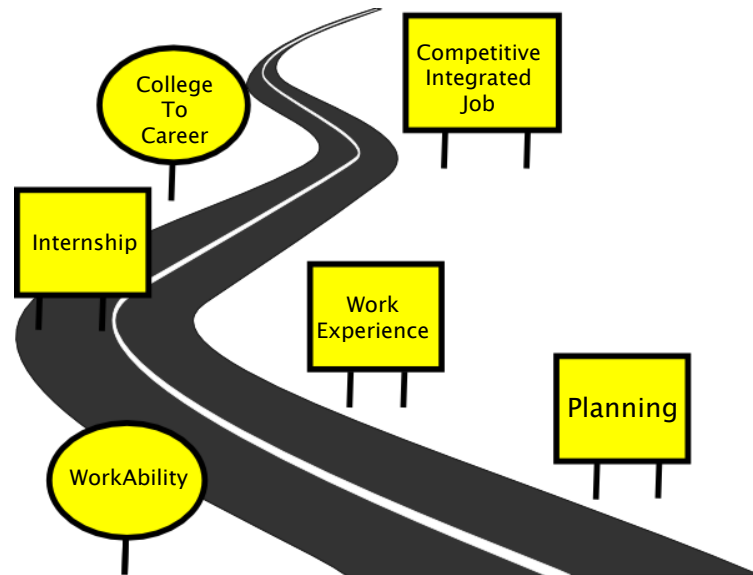 College
To
Career
Competitive
Integrated
Job
Internship
Work
Experience
Planning
WorkAbility